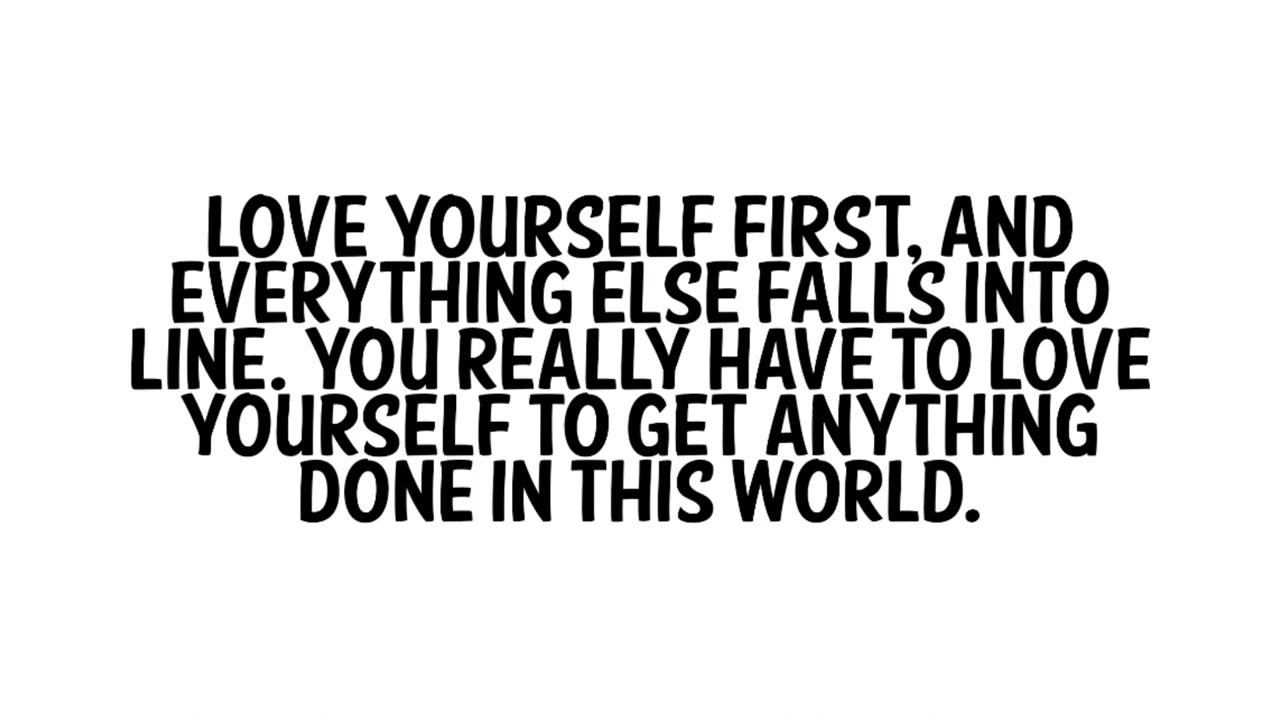 LOVE YOURSELF FIRST, AND
EVERYTHING ELSE FALLS INTO
LINE. YOU REALLY HAVE TO LOVE
YOURSELF TO GET ANYTHING
DONE IN THIS WORLD.